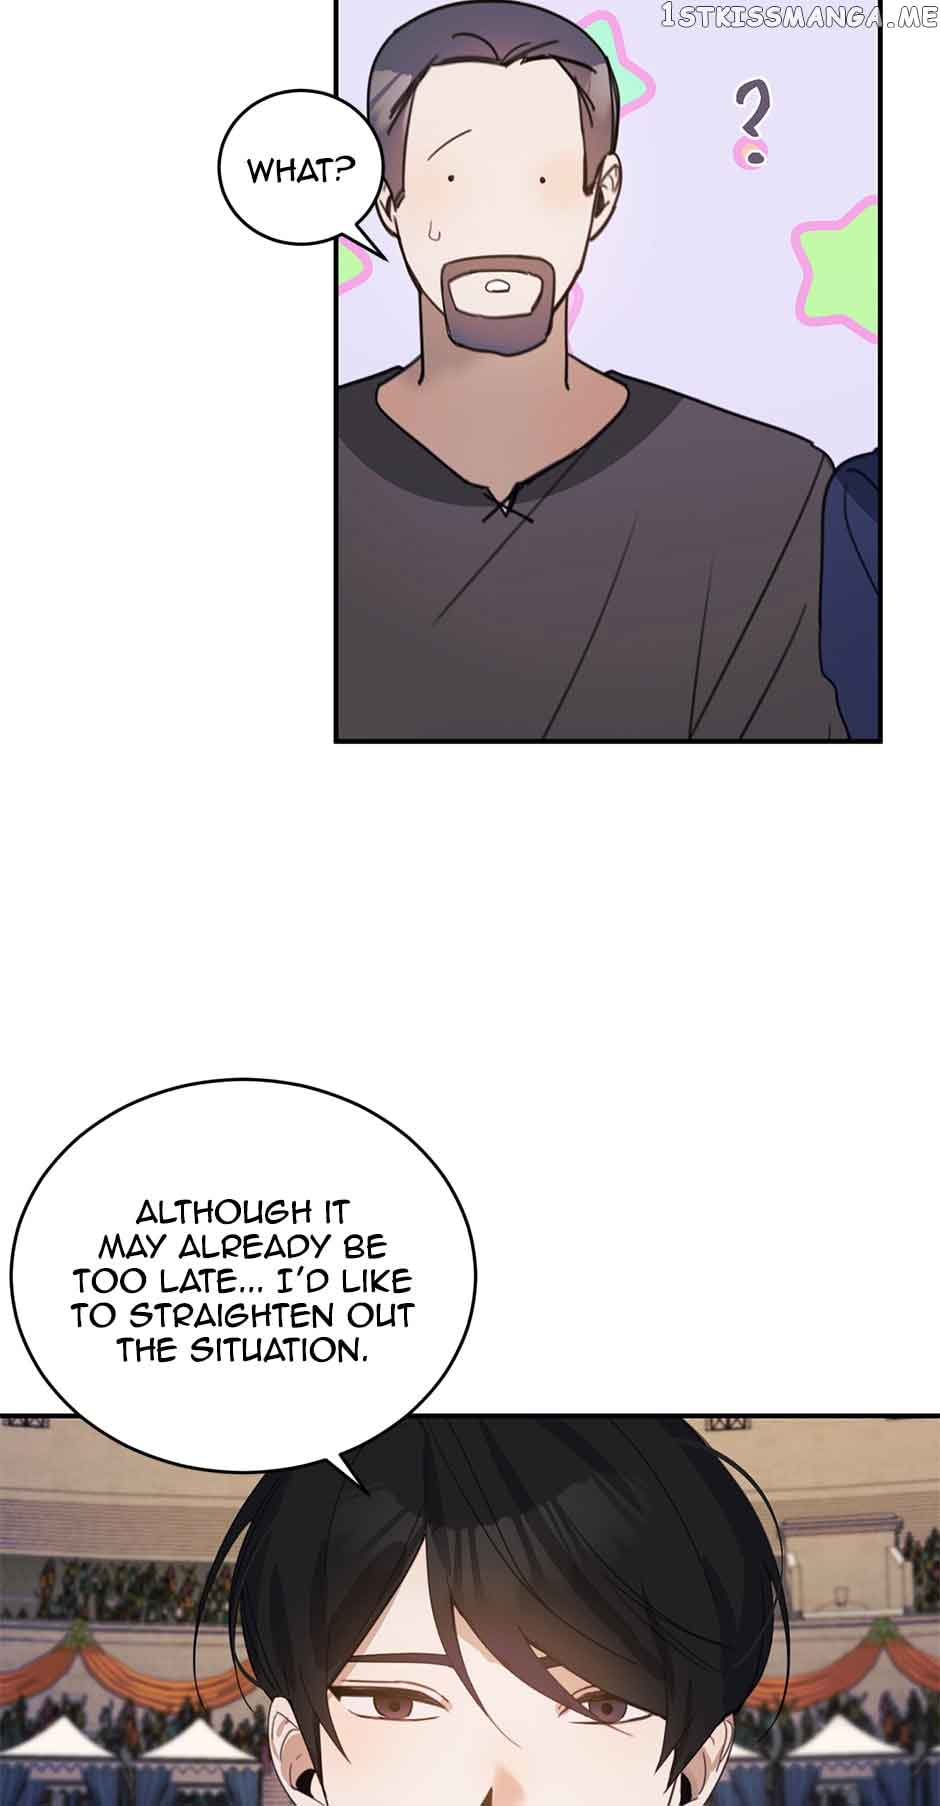 1STKISSMANGA.ME
?
WHAT?
ALTHOUGH IT
MAY ALREADY BE
TOO LATE... I'D LIKE
TO STRAIGHTEN OUT
THE SITUATION.